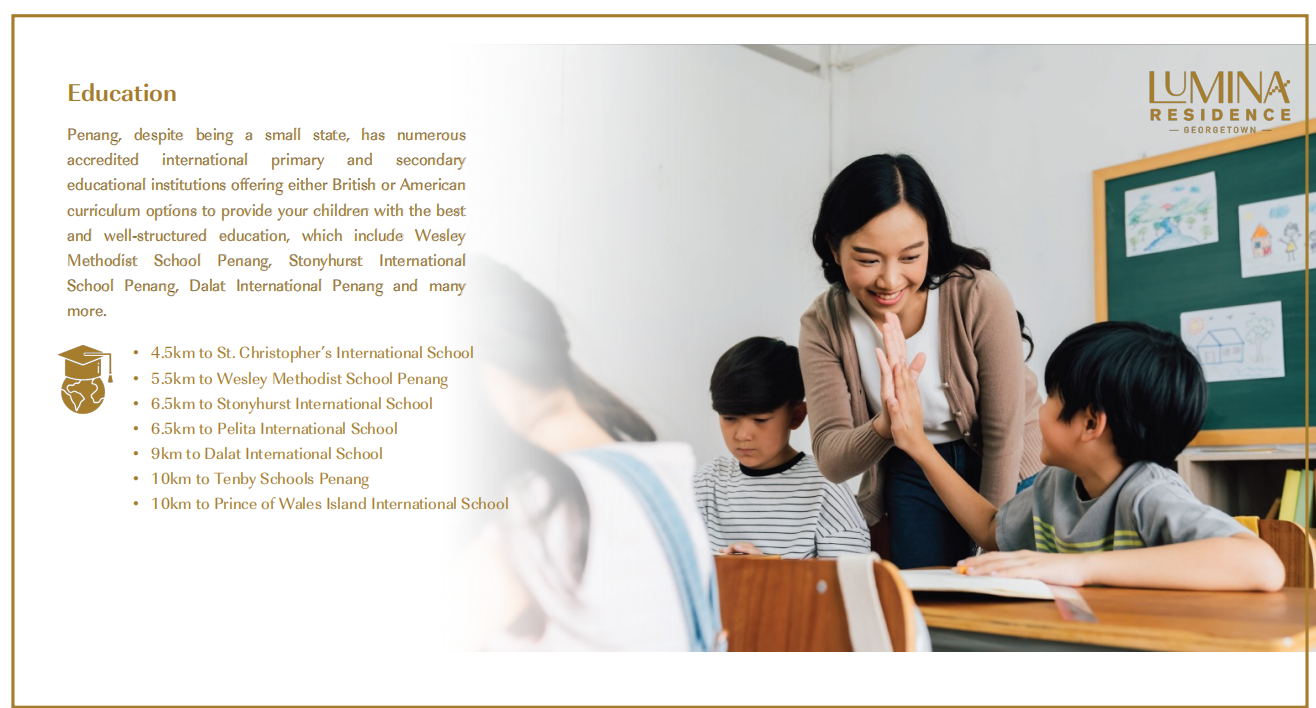 Education
Penang, despite being a small state, has numerous
accredited international primary and secondary
educational institutions offering either British or American
curriculum options to provide your children with the best
and well-structured education, which include Wesley
Methodist School Penang, Stonyhurst International
School Penang, Dalat International Penang and many
more.
• 4.5km to St. Christopher's International School
• 5.5km to Wesley Methodist School Penang
• 6.5km to Stonyhurst International School
• 6.5km to Pelita International School
• 9km to Dalat International School
• 10km to Tenby Schools Penang
• 10km to Prince of Wales Island International School
LUMINA
RESIDENCE
— GEORGETOWN —